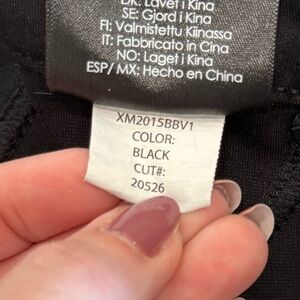 DK: Lavet i Kina
SE: Gjord i Kina
FI: Valmistettu Kiinassa
IT: Fabbricato in Cina
NO: Laget i Kina
ESP/ MX: Hecho en China
XM2015BBV1
COLOR:
BLACK
CUT#:
20526